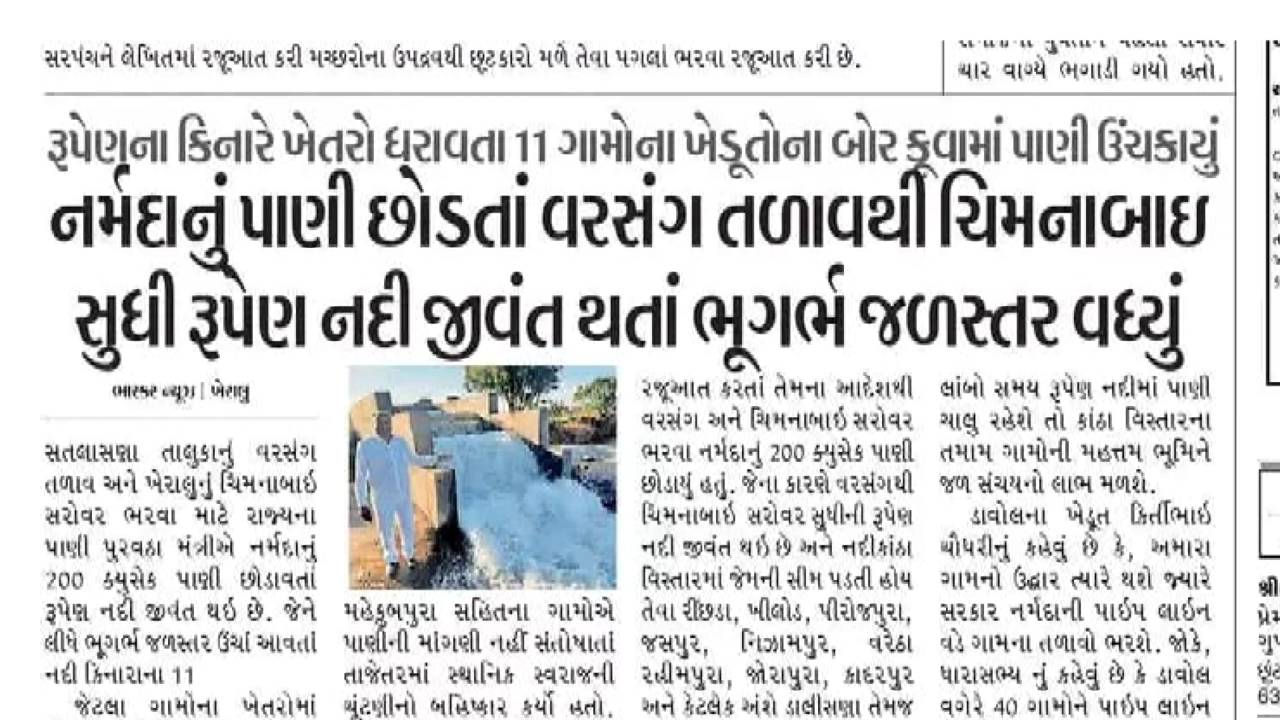 સરપંચને લેખિતમાં રજૂઆત કરી મચ્છરોના ઉપદ્રવથી છૂટકારો મળે તેવા પગલાં ભરવા રજૂઆત કરી છે.
ચાર વાગ્યે ભગાડી ગયો હતો.
રૂપેણના કિનારે ખેતરો ધરાવતા 11 ગામોના ખેડૂતોના બોર કૂવામાં પાણી ઉંચકાયું
નર્મદાનું પાણી છોડતાં વરસંગ તળાવથી ચિમનાબાઇ
સુધી રૂપેણ નદી જીવંત થતાં ભૂગર્ભ જળસ્તર વધ્યું
ભાસ્કર ન્યૂઝ | ખેરાલુ
સતલાસણા તાલુકાનું વરસંગ
તળાવ અને ખેરાલુનું ચિમનાબાઇ
સરોવર ભરવા માટે રાજ્યના
પાણી પુરવઠા મંત્રીએ નર્મદાનું
200 ક્યુસેક પાણી છોડાવતાં
રૂપેણ નદી જીવંત થઇ છે. જેને
લીધે ભૂગર્ભ જળસ્તર ઉંચાં આવતાં
નદી કિનારાના 11
જેટલા ગામોના ખેતરોમાં
મહેકુબપુરા સહિતના ગામોએ
પાણીની માંગણી નહીં સંતોષાતાં
તાજેતરમાં સ્થાનિક સ્વરાજની
ચૂંટણીનો બહિષ્કાર કર્યો હતો.
રજૂઆત કરતાં તેમના આદેશથી
વરસંગ અને ચિમનાબાઇ સરોવર
ભરવા નર્મદાનું 200 ક્યુસેક પાણી
છોડાયું હતું. જેના કારણે વરસંગથી
ચિમનાબાઇ સરોવર સુધીની રૂપેણ
નદી જીવંત થઇ છે અને નદીકાંઠા
વિસ્તારમાં જેમની સીમ પડતી હોય
તેવા રીંછડા, ખીલોડ, પીરોજપુરા,
જસપુર, નિઝામપુર, વરેઠા
રહીમપુરા, જોરાપુરા, કાદરપુર
અને કેટલેક અંશે ડાલીસણા તેમજ
લાંબો સમય રૂપેણ નદીમાં પાણી
ચાલુ રહેશે તો કાંઠા વિસ્તારના
તમામ ગામોની મહત્તમ ભૂમિને
જળ સંચયનો લાભ મળશે.
ડાવોલના ખેડૂત કિર્તીભાઇ
ચૌધરીનું કહેવું છે કે, અમારા
ગામનો ઉદ્ધાર ત્યારે થશે જ્યારે
સરકાર નર્મદાની પાઇપ લાઇન
વડે ગામના તળાવો ભરશે. જોકે,
ધારાસભ્ય નું કહેવું છે કે ડાવોલ
વગેરે 40 ગામોને પાઇપ લાઇન
શ્રી
63